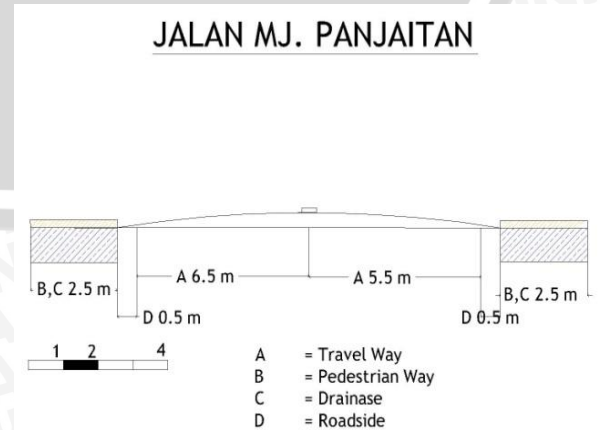 JALAN MJ. PANJAITAN
A 6.5 m A 5.5 m
B,C 2.5 m B,C 2.5 m
D 0.5 m D 0.5 m
1 2 4
A = Travel Way
B = Pedestrian Way
C = Drainase
D = Roadside